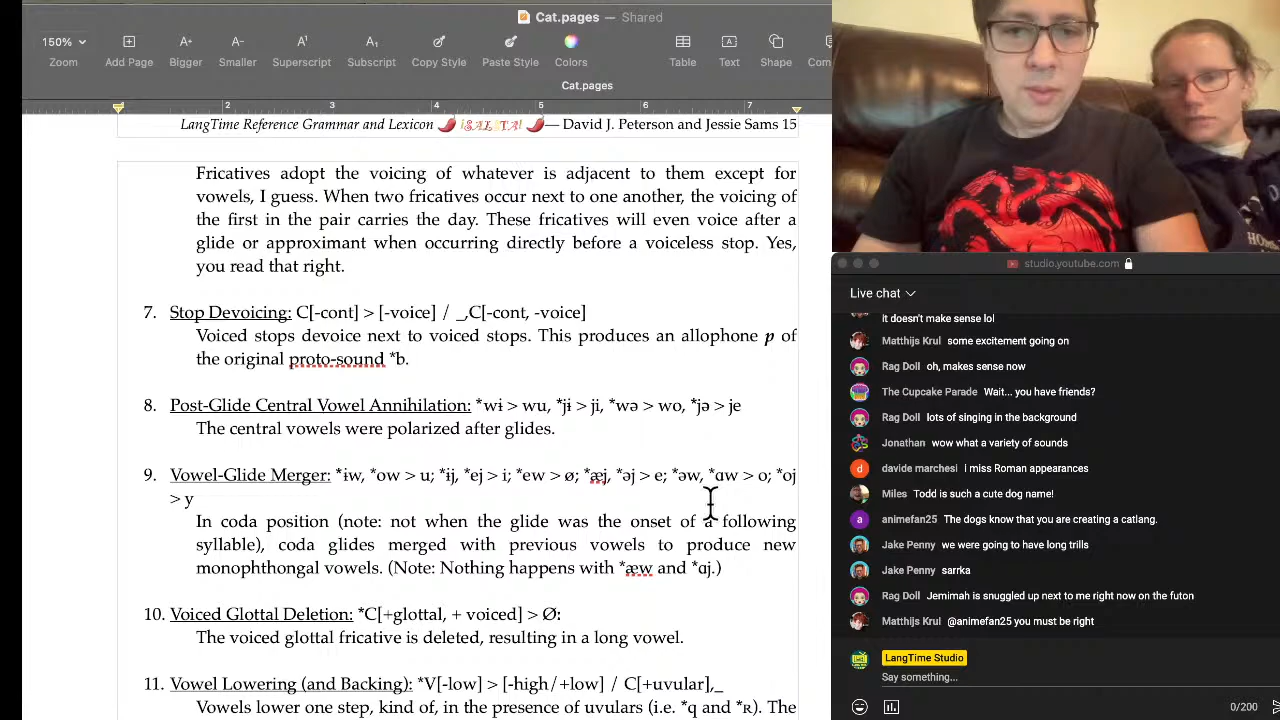 Cat.pages — Shared
150%
Zoom
Add Page
Bigger
Smaller
Superscript
Subscript
Copy Style
Paste Style
Colors
Table
Text
Shape
Com
Cat.pages
2 3 4 5 6 7
LangTime Reference Grammar and Lexicon 🌶️ ¡SALSTA! 🌶️— David J. Peterson and Jessie Sams 15
Fricatives adopt the voicing of whatever is adjacent to them except for
vowels, I guess. When two fricatives occur next to one another, the voicing of
the first in the pair carries the day. These fricatives will even voice after a
glide or approximant when occurring directly before a voiceless stop. Yes,
you read that right.
7. Stop Devoicing: C[-cont] > [-voice] / _,C[-cont, -voice]
Voiced stops devoice next to voiced stops. This produces an allophone p of
the original proto-sound *b.
8. Post-Glide Central Vowel Annihilation: *wɨ > wu, *jɨ > ji, *wə > wo, *jə > je
The central vowels were polarized after glides.
9. Vowel-Glide Merger: *ɨw, *ow > u; *ɨj, *ej > i; *ew > ø; *æj, *əj > e; *əw, *ɑw > o; *oj
> y
In coda position (note: not when the glide was the onset of a following
syllable), coda glides merged with previous vowels to produce new
monophthongal vowels. (Note: Nothing happens with *æw and *ɑj.)
10. Voiced Glottal Deletion: *C[+glottal, + voiced] > Ø:
The voiced glottal fricative is deleted, resulting in a long vowel.
11. Vowel Lowering (and Backing): *V[-low] > [-high/+low] / C[+uvular],_
Vowels lower one step, kind of, in the presence of uvulars (i.e. *q and *ʀ). The
HO
studio.youtube.com
Live chat
it doesn't make sense lol
Matthijs Krul some excitement going on
Rag Doll oh, makes sense now
The Cupcake Parade Wait... you have friends?
Rag Doll lots of singing in the background
Jonathan wow what a variety of sounds
davide marchesi I miss Roman appearances
Miles Todd is such a cute dog name!
a animefan25 The dogs know that you are creating a catlang.
Jake Penny we were going to have long trills
Jake Penny sarrka
Rag Doll Jemimah is snuggled up next to me right now on the futon
Matthijs Krul @animefan25 you must be right
LangTime Studio
Say something...
0/200